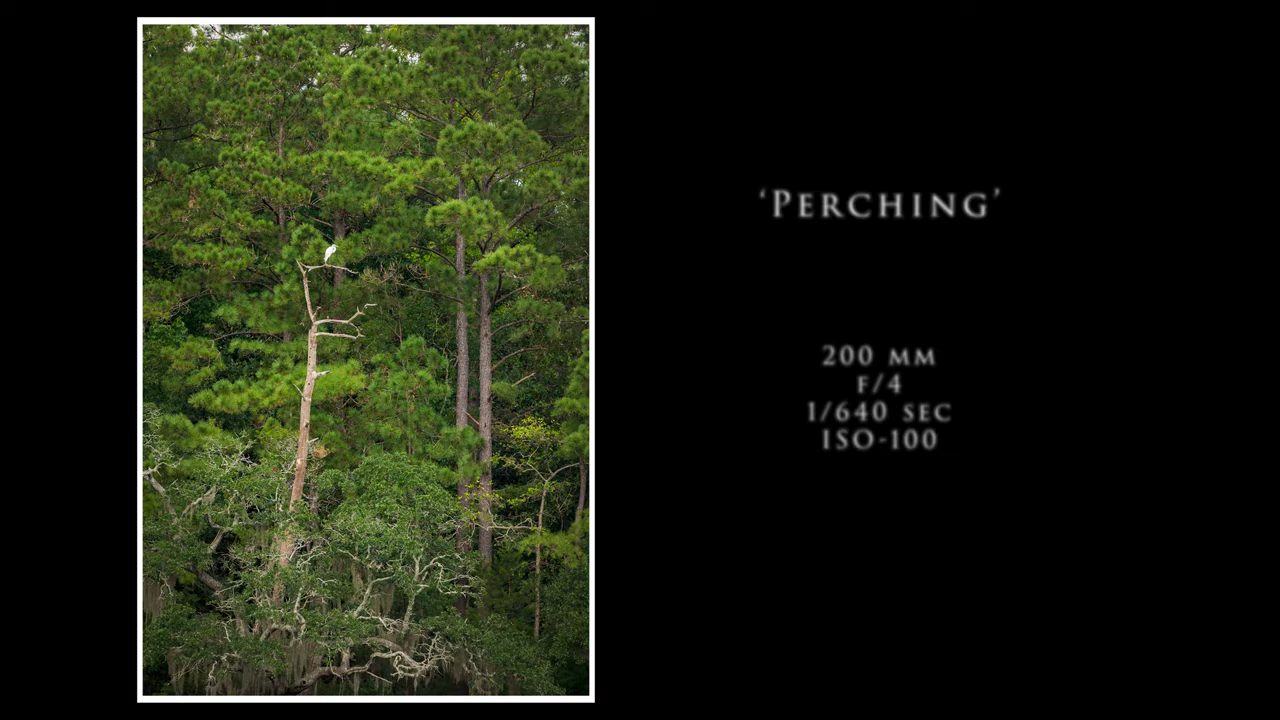 ‘Perching’
200 mm
f/4
1/640 sec
ISO-100